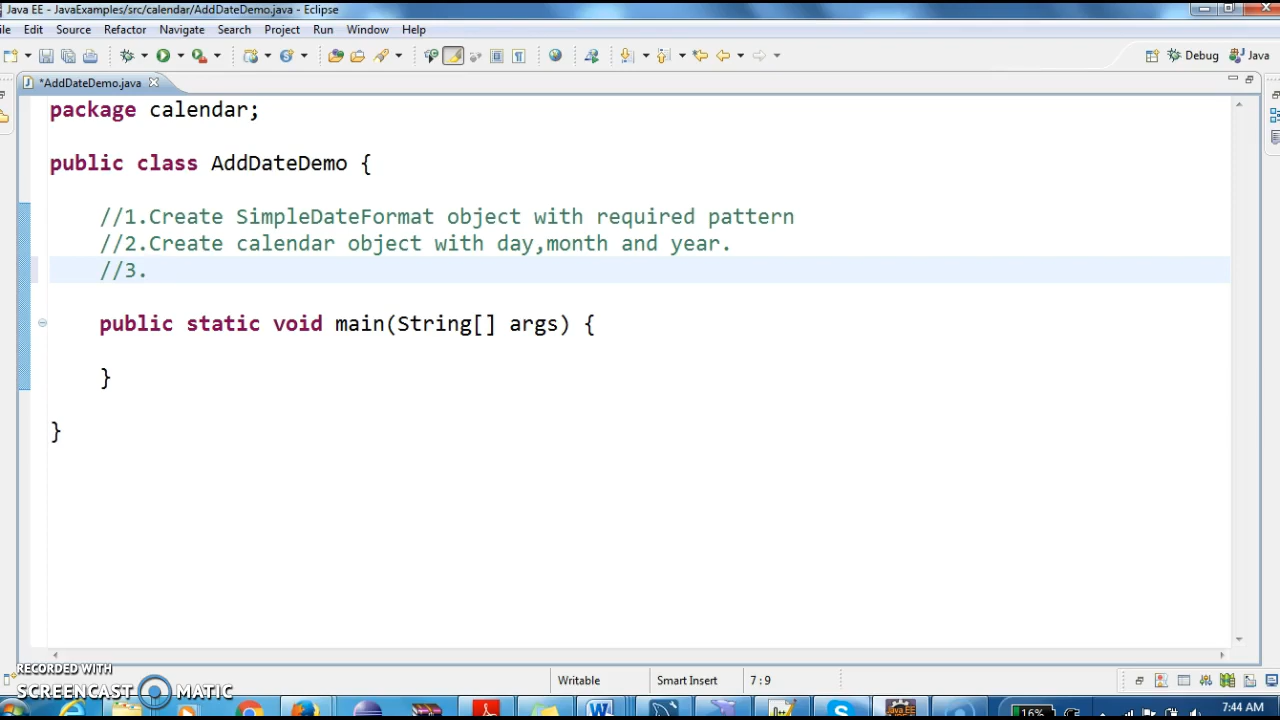 Java EE - JavaExamples/src/calendar/AddDateDemo.java - Eclipse
ile Edit Source Refactor Navigate Search Project Run Window Help
Debug Java
*AddDateDemo.java
package calendar;
public class AddDateDemo {
//1.Create SimpleDateFormat object with required pattern
//2.Create calendar object with day,month and year.
//3.
public static void main(String[] args) {
}
}
RECORDED WITH
SCREENCAST MATIC
Writable Smart Insert 7:9
16% 7:44 AM